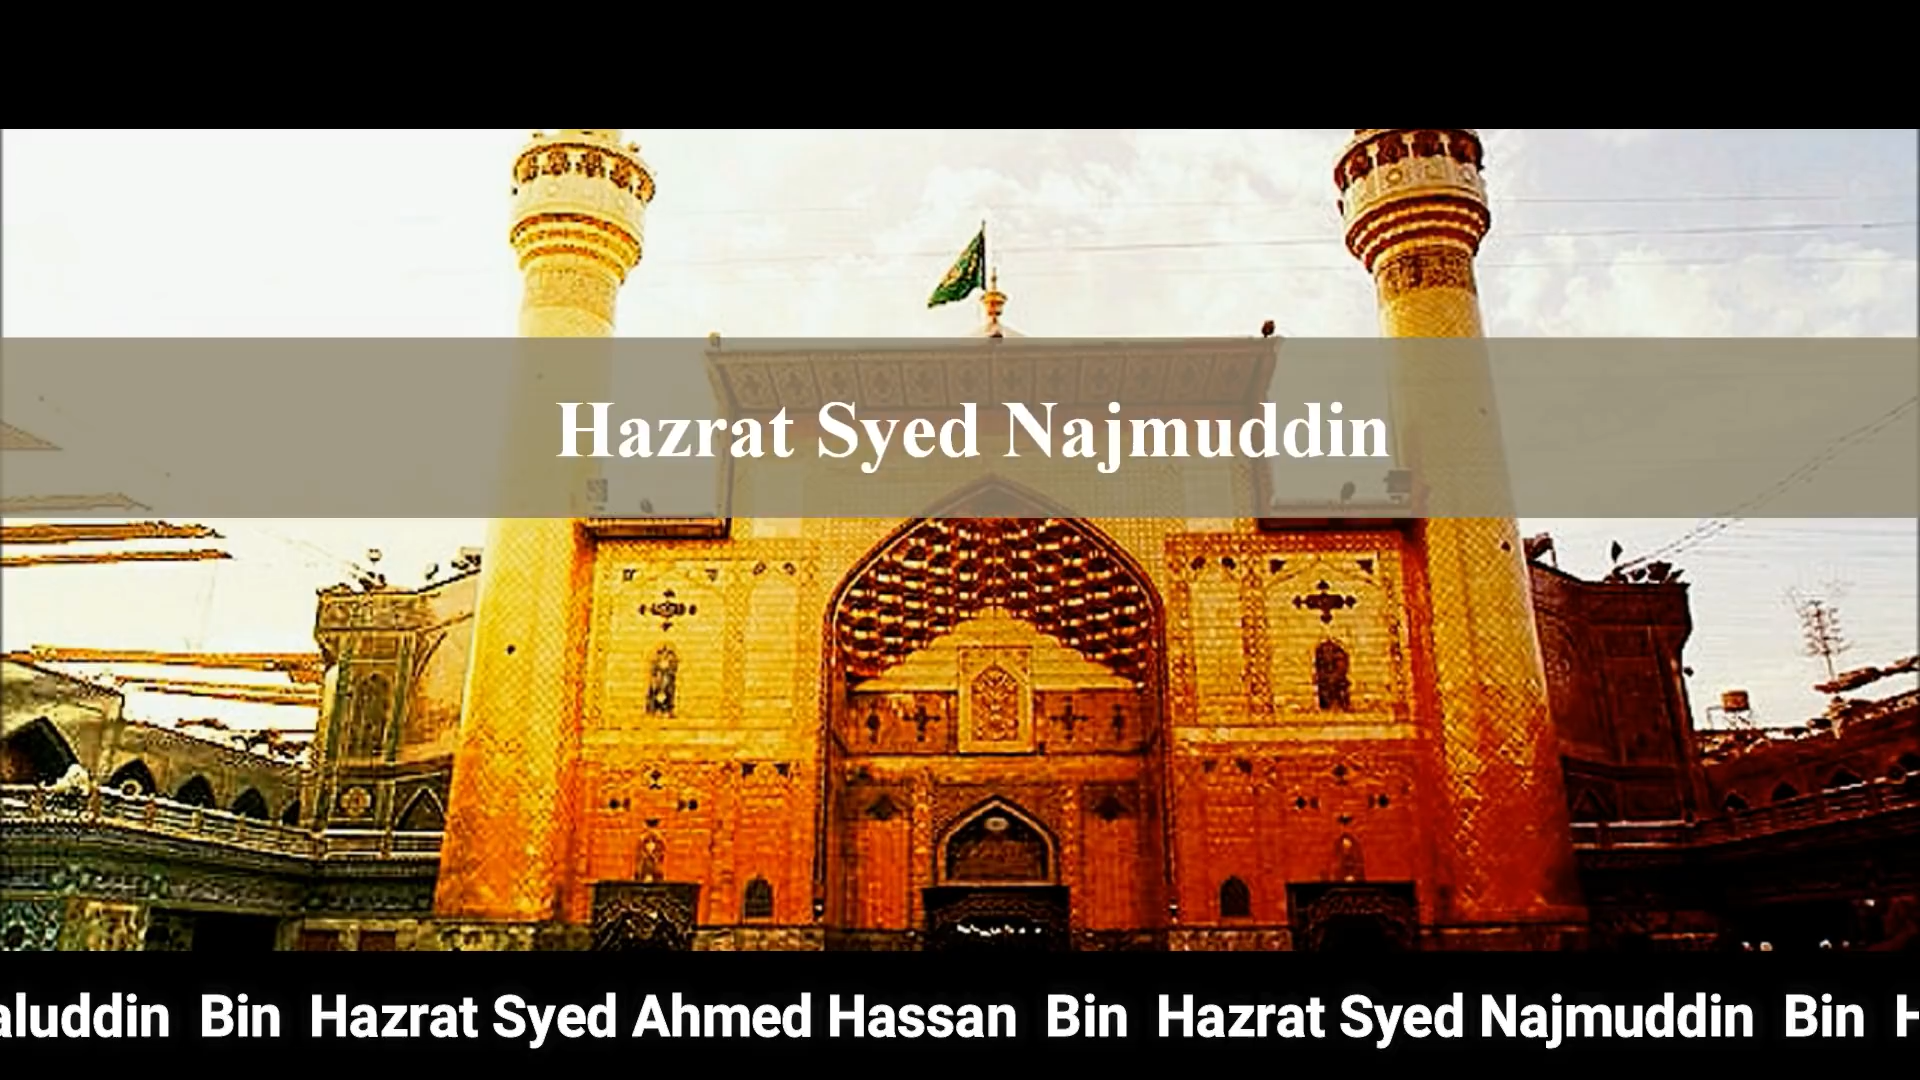 Hazrat Syed Najmuddin
aluddin Bin Hazrat Syed Ahmed Hassan Bin Hazrat Syed Najmuddin Bin H